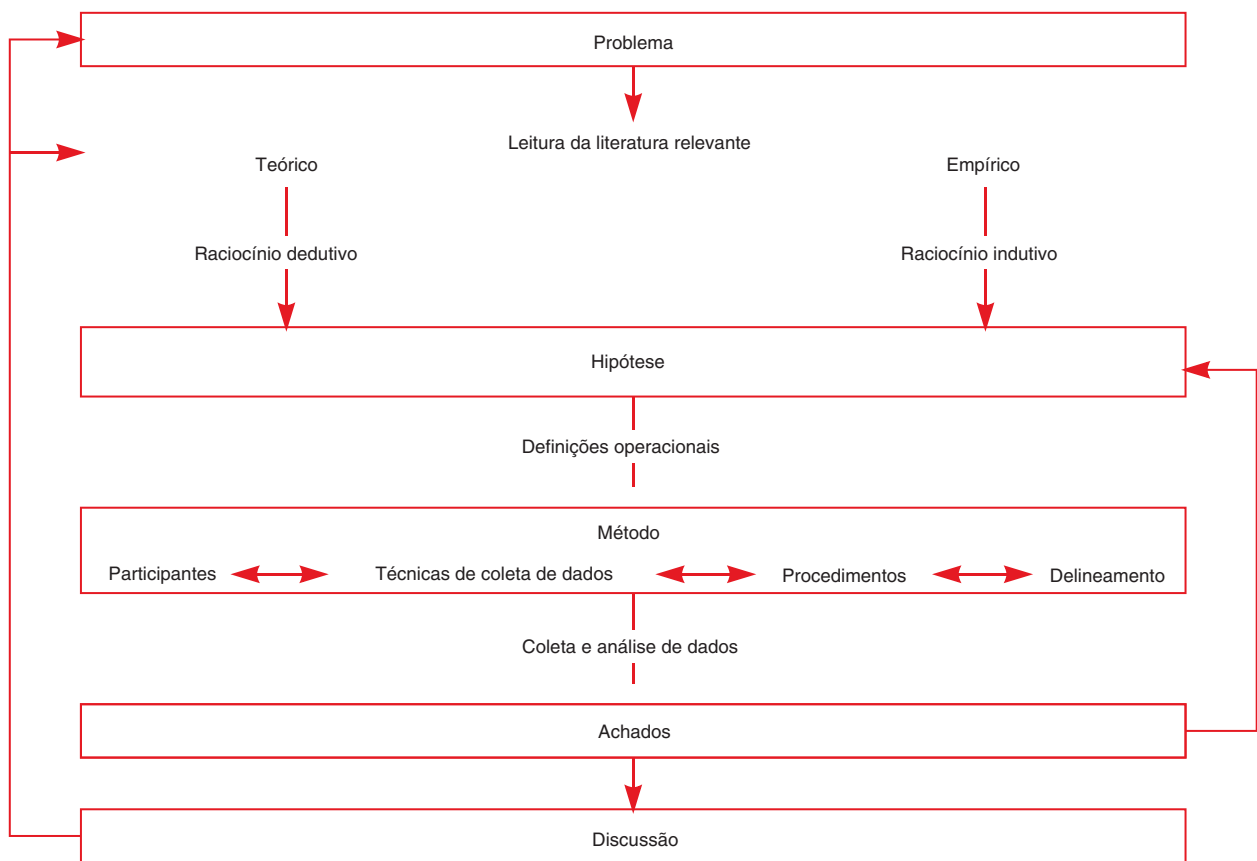 Problema
Leitura da literatura relevante
Teórico
Empírico
Raciocínio dedutivo
Raciocínio indutivo
Hipótese
Definições operacionais
Método
Participantes
Técnicas de coleta de dados
Procedimentos
Delineamento
Coleta e análise de dados
Achados
Discussão